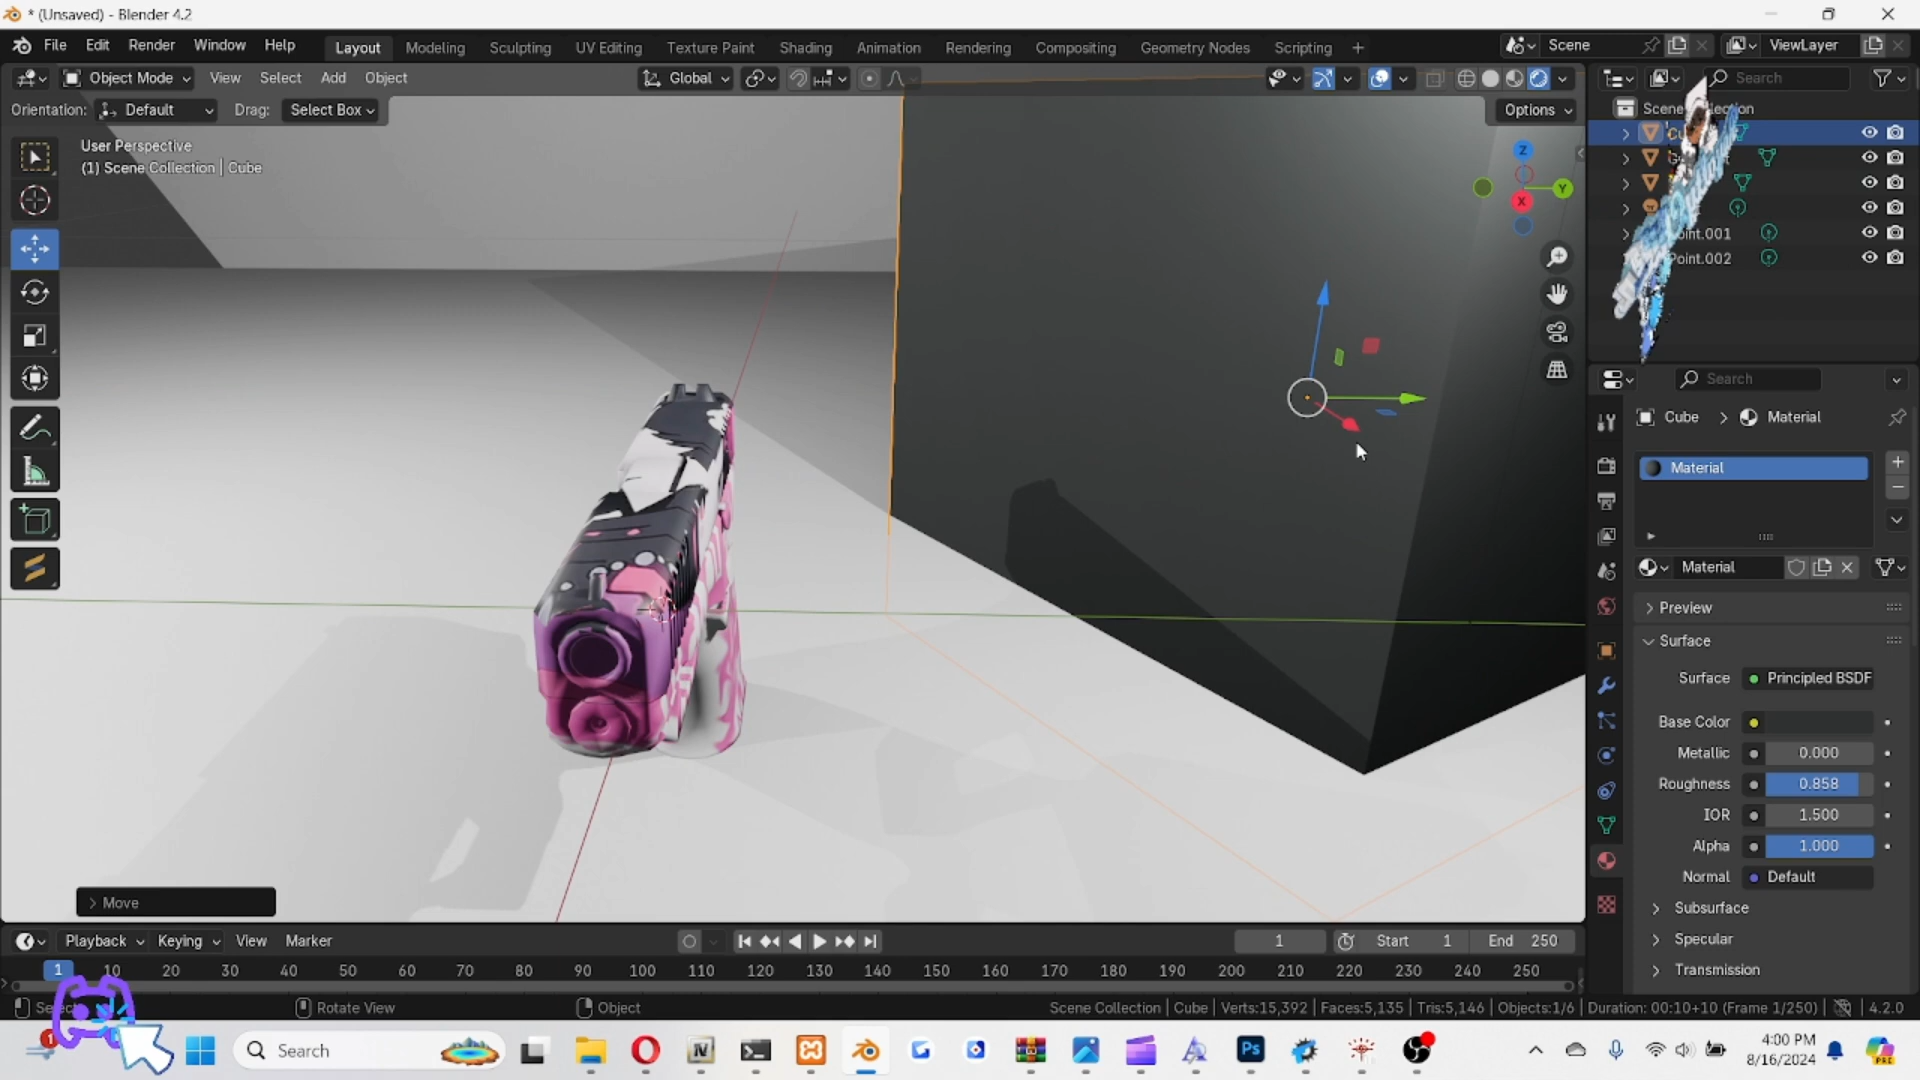 * (Unsaved) - Blender 4.2
File Edit Render Window Help Layout Modeling Sculpting UV Editing Texture Paint Shading Animation Rendering Compositing Geometry Nodes Scripting + Scene ViewLayer
Object Mode View Select Add Object Global Search
Orientation: Default Drag: Select Box Options
User Perspective
(1) Scene Collection | Cube
Z
Y
X
Point.002
Search
Cube > Material
Material
Material
Preview
Surface
Surface Principled BSDF
Base Color
Metallic 0.000
Roughness 0.858
IOR 1.500
Alpha 1.000
Normal Default
Subsurface
Specular
Transmission
> Move
Playback Keying View Marker 1 Start 1 End 250
1 10 20 30 40 50 60 70 80 90 100 110 120 130 140 150 160 170 180 190 200 210 220 230 240 250
Rotate View Object Scene Collection | Cube | Verts:15,392 | Faces:5,135 | Tris:5,146 | Objects:1/6 | Duration: 00:10+10 (Frame 1/250) | 4.2.0
1 Search Ps PRE
4:00 PM
8/16/2024